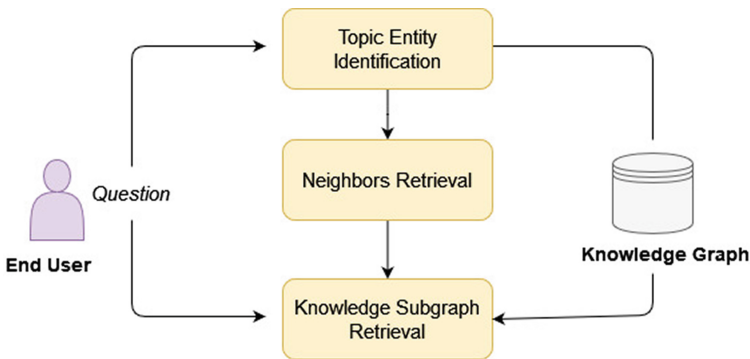 Topic Entity
Identification
Neighbors Retrieval
Question
End User
Knowledge Graph
Knowledge Subgraph
Retrieval